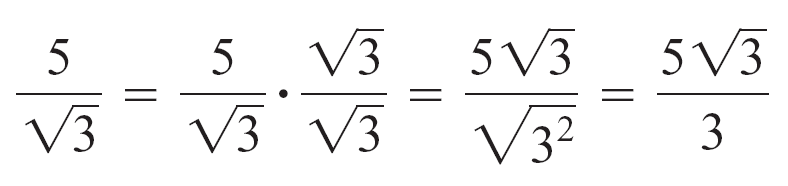 5/√3 = 5/√3 · √3/√3 = 5√3/√3² = 5√3/3